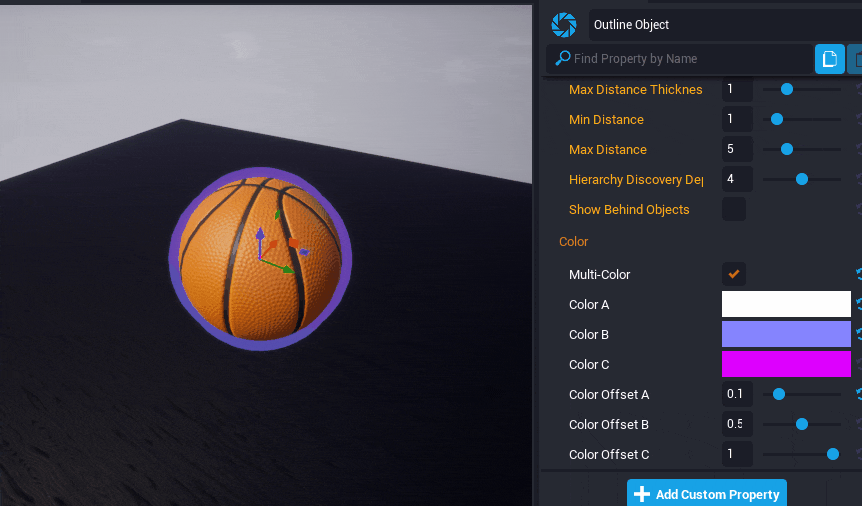 Outline Object
Find Property by Name
Max Distance Thicknes 1
Min Distance 1
Max Distance 5
Hierarchy Discovery De 4
Show Behind Objects
Color
Multi-Color
Color A
Color B
Color C
Color Offset A 0.1
Color Offset B 0.5
Color Offset C 1
Add Custom Property